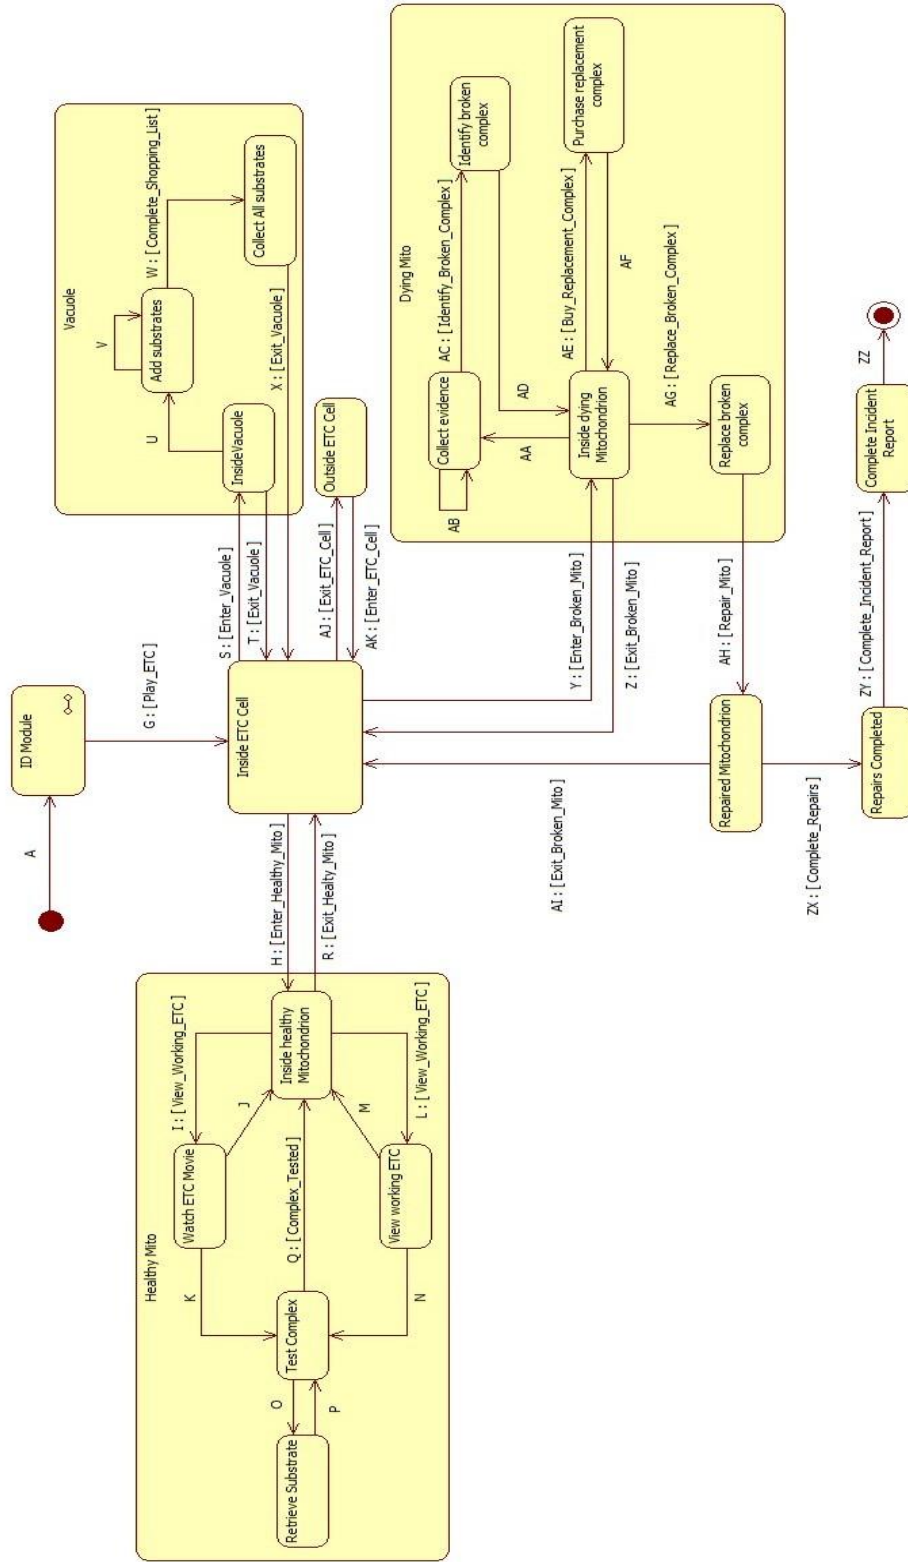 A
ID Module
G : [Play_ETC]
Vacuole
V
Add substrates
W : [Complete_Shopping_List]
Collect All substrates
U
InsideVacuole
S : [Enter_Vacuole]
T : [Exit_Vacuole]
X : [Exit_Vacuole]
Outside ETC Cell
AJ : [Exit_ETC_Cell]
AK : [Enter_ETC_Cell]
Inside ETC Cell
Healthy Mito
H : [Enter_Healthy_Mito]
R : [Exit_Healty_Mito]
I : [View_Working_ETC]
Watch ETC Movie
J
K
Inside healthy
Mitochondrion
Q : [Complex_Tested]
Test Complex
O
P
Retrieve Substrate
M
N
View working ETC
L : [View_Working_ETC]
Dying Mito
Identify broken
complex
AC : [Identify_Broken_Complex]
Collect evidence
AB
AA
AD
Inside dying
Mitochondrion
AE : [Buy_Replacement_Complex]
Purchase replacement
complex
AF
AG : [Replace_Broken_Complex]
Replace broken
complex
Y : [Enter_Broken_Mito]
Z : [Exit_Broken_Mito]
AH : [Repair_Mito]
Repaired Mitochondrion
AI : [Exit_Broken_Mito]
ZX : [Complete_Repairs]
Repairs Completed
ZY : [Complete_Incident_Report]
Complete Incident
Report
ZZ